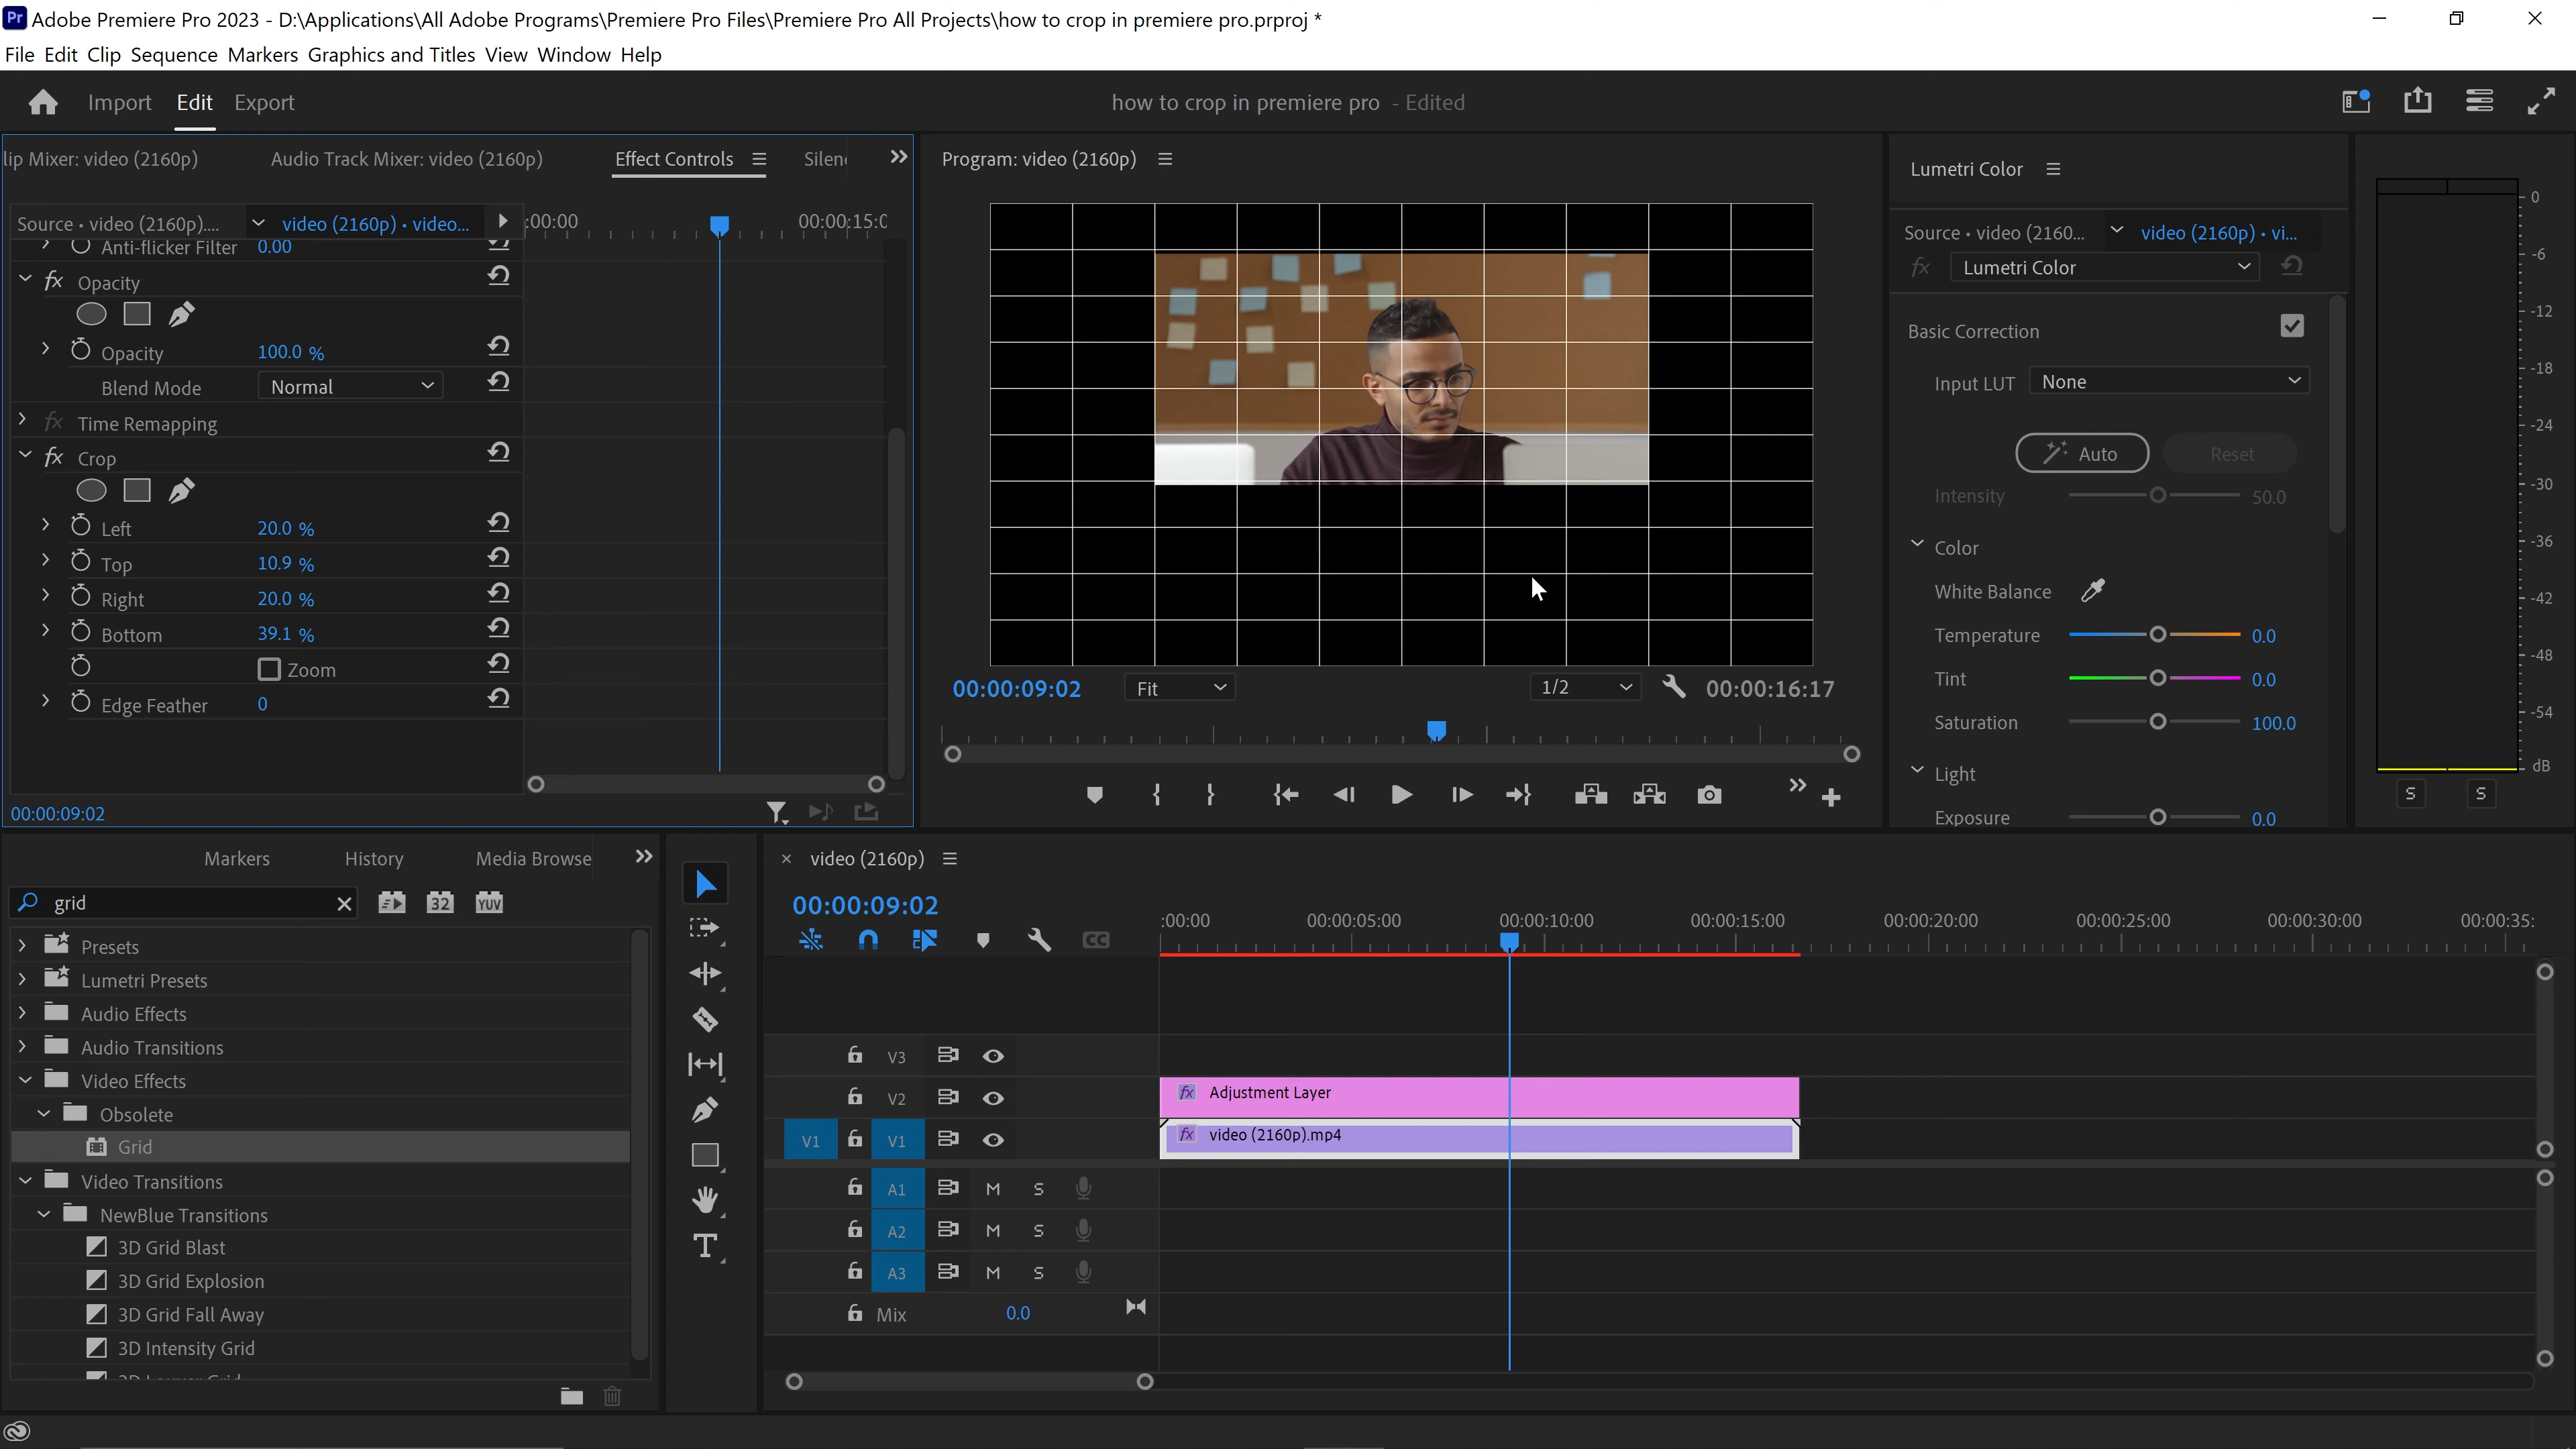 Pr Adobe Premiere Pro 2023 - D:\Applications\All Adobe Programs\Premiere Pro Files\Premiere Pro All Projects\how to crop in premiere pro.prproj *
File Edit Clip Sequence Markers Graphics and Titles View Window Help
Import Edit Export
how to crop in premiere pro - Edited
lip Mixer: video (2160p)
Audio Track Mixer: video (2160p)
Effect Controls
Silen
Source • video (2160p)....
video (2160p) • video...
:00:00
00:00:15:0
Anti-flicker Filter 0.00
fx Opacity
Opacity 100.0 %
Blend Mode Normal
fx Time Remapping
fx Crop
Left 20.0 %
Top 10.9 %
Right 20.0 %
Bottom 39.1 %
Zoom
Edge Feather 0
00:00:09:02
Program: video (2160p)
00:00:09:02
Fit
1/2
00:00:16:17
Lumetri Color
Source • video (2160...
video (2160p) • vi...
fx Lumetri Color
Basic Correction
Input LUT None
Auto
Reset
Intensity 50.0
Color
White Balance
Temperature 0.0
Tint 0.0
Saturation 100.0
Light
Exposure 0.0
0
-6
-12
-18
-24
-30
-36
-42
-48
-54
dB
S S
Markers
History
Media Browse
grid
32
YUV
Presets
Lumetri Presets
Audio Effects
Audio Transitions
Video Effects
Obsolete
Grid
Video Transitions
NewBlue Transitions
3D Grid Blast
3D Grid Explosion
3D Grid Fall Away
3D Intensity Grid
T
× video (2160p)
00:00:09:02
CC
:00:00
00:00:05:00
00:00:10:00
00:00:15:00
00:00:20:00
00:00:25:00
00:00:30:00
00:00:35:
V3
V2
fx Adjustment Layer
V1 V1
fx video (2160p).mp4
A1 M S
A2 M S
A3 M S
Mix 0.0